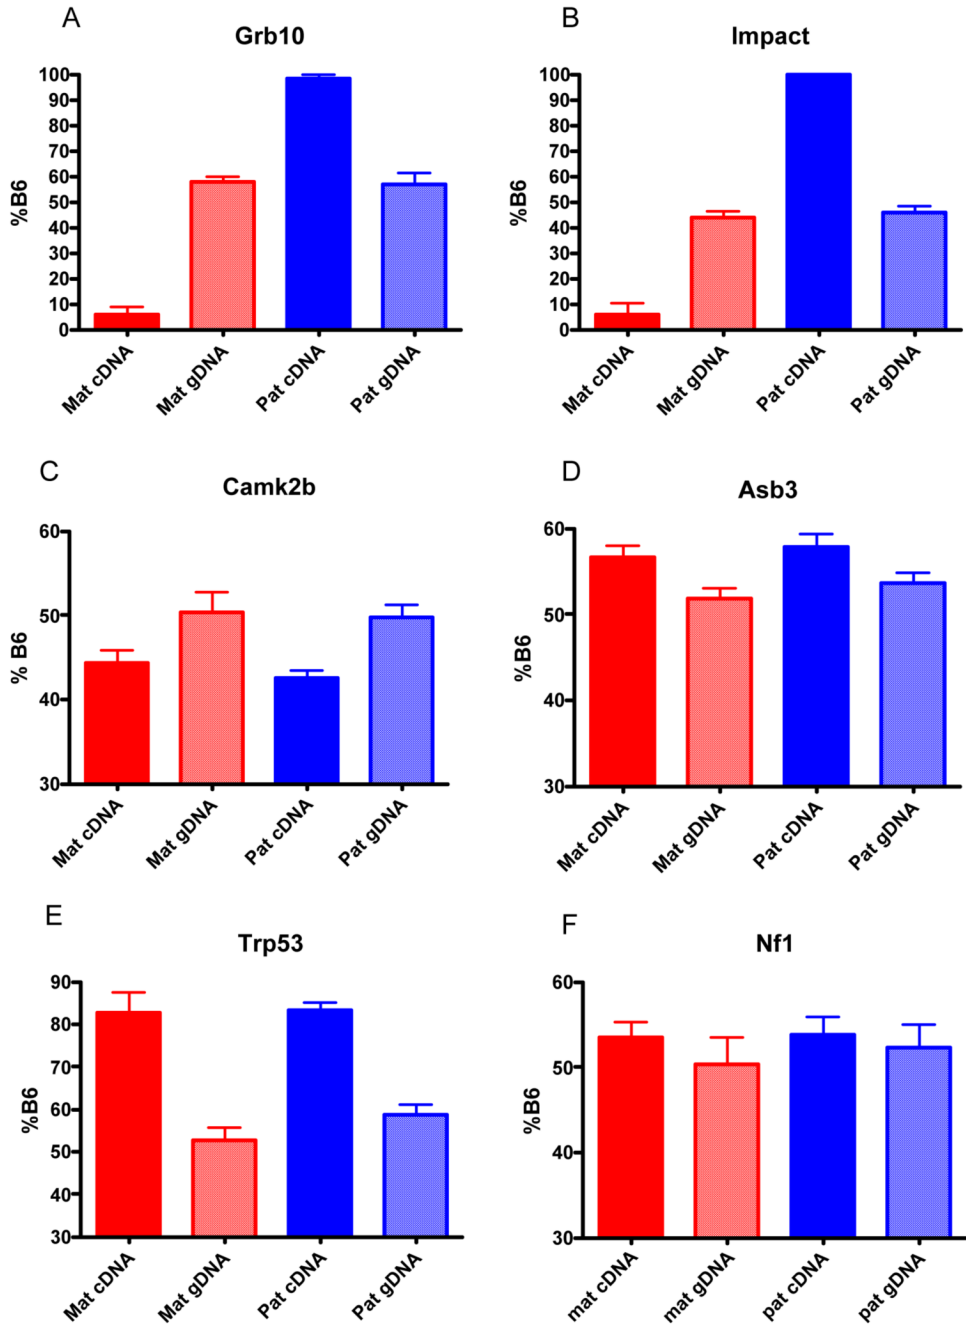 A
Grb10
%B6
100
90
80
70
60
50
40
30
20
10
0
Mat cDNA
Mat gDNA
Pat cDNA
Pat gDNA
B
Impact
%B6
100
90
80
70
60
50
40
30
20
10
0
Mat cDNA
Mat gDNA
Pat cDNA
Pat gDNA
C
Camk2b
% B6
60
50
40
30
Mat cDNA
Mat gDNA
Pat cDNA
Pat gDNA
D
Asb3
%B6
60
50
40
30
Mat cDNA
Mat gDNA
Pat cDNA
Pat gDNA
E
Trp53
%B6
90
80
70
60
50
40
30
Mat cDNA
Mat gDNA
Pat cDNA
Pat gDNA
F
Nf1
%B6
60
50
40
30
mat cDNA
mat gDNA
pat cDNA
pat gDNA